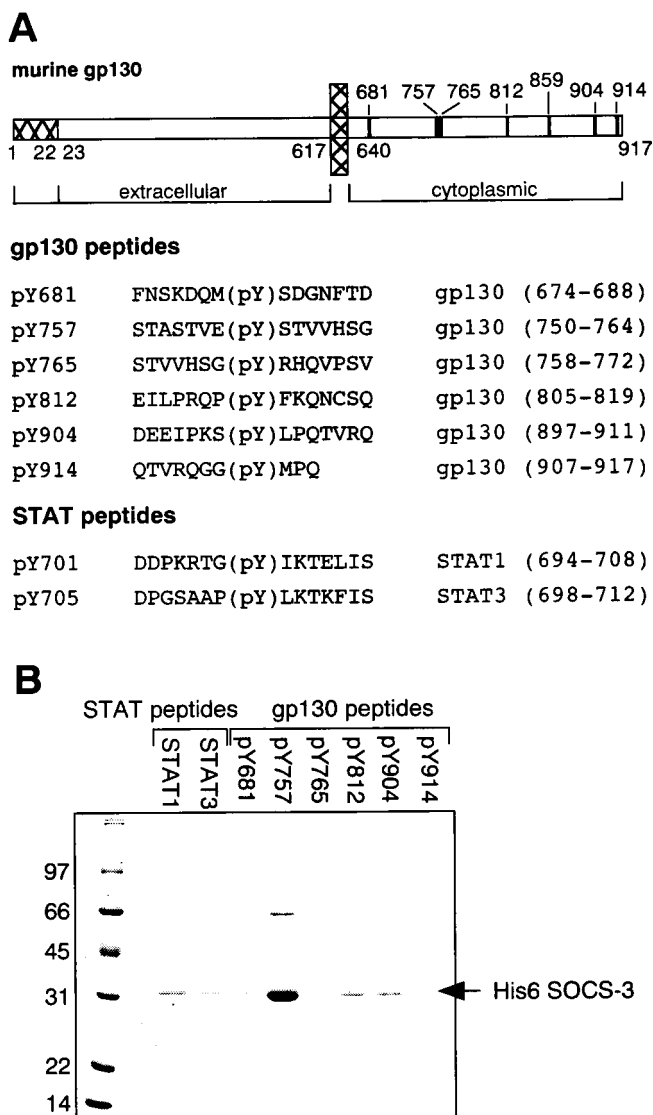 A
murine gp130
681 757 765 812 859 904 914
1 22 23 617 640 917
extracellular cytoplasmic
gp130 peptides
pY681 FNSKDQM(pY)SDGNFTD gp130 (674-688)
pY757 STASTVE(pY)STVVHSG gp130 (750-764)
pY765 STVVHSG(pY)RHQVPSV gp130 (758-772)
pY812 EILPRQP(pY)FKQNCSQ gp130 (805-819)
pY904 DEEIPKS(pY)LPQTVRQ gp130 (897-911)
pY914 QTVRQGG(pY)MPQ gp130 (907-917)
STAT peptides
pY701 DDPKRTG(pY)IKTELIS STAT1 (694-708)
pY705 DPGSAAP(pY)LKTKFIS STAT3 (698-712)
B
STAT peptides gp130 peptides
STAT1 STAT3 pY681 pY757 pY765 pY812 pY904 pY914
97
66
45
31 His6 SOCS-3
22
14